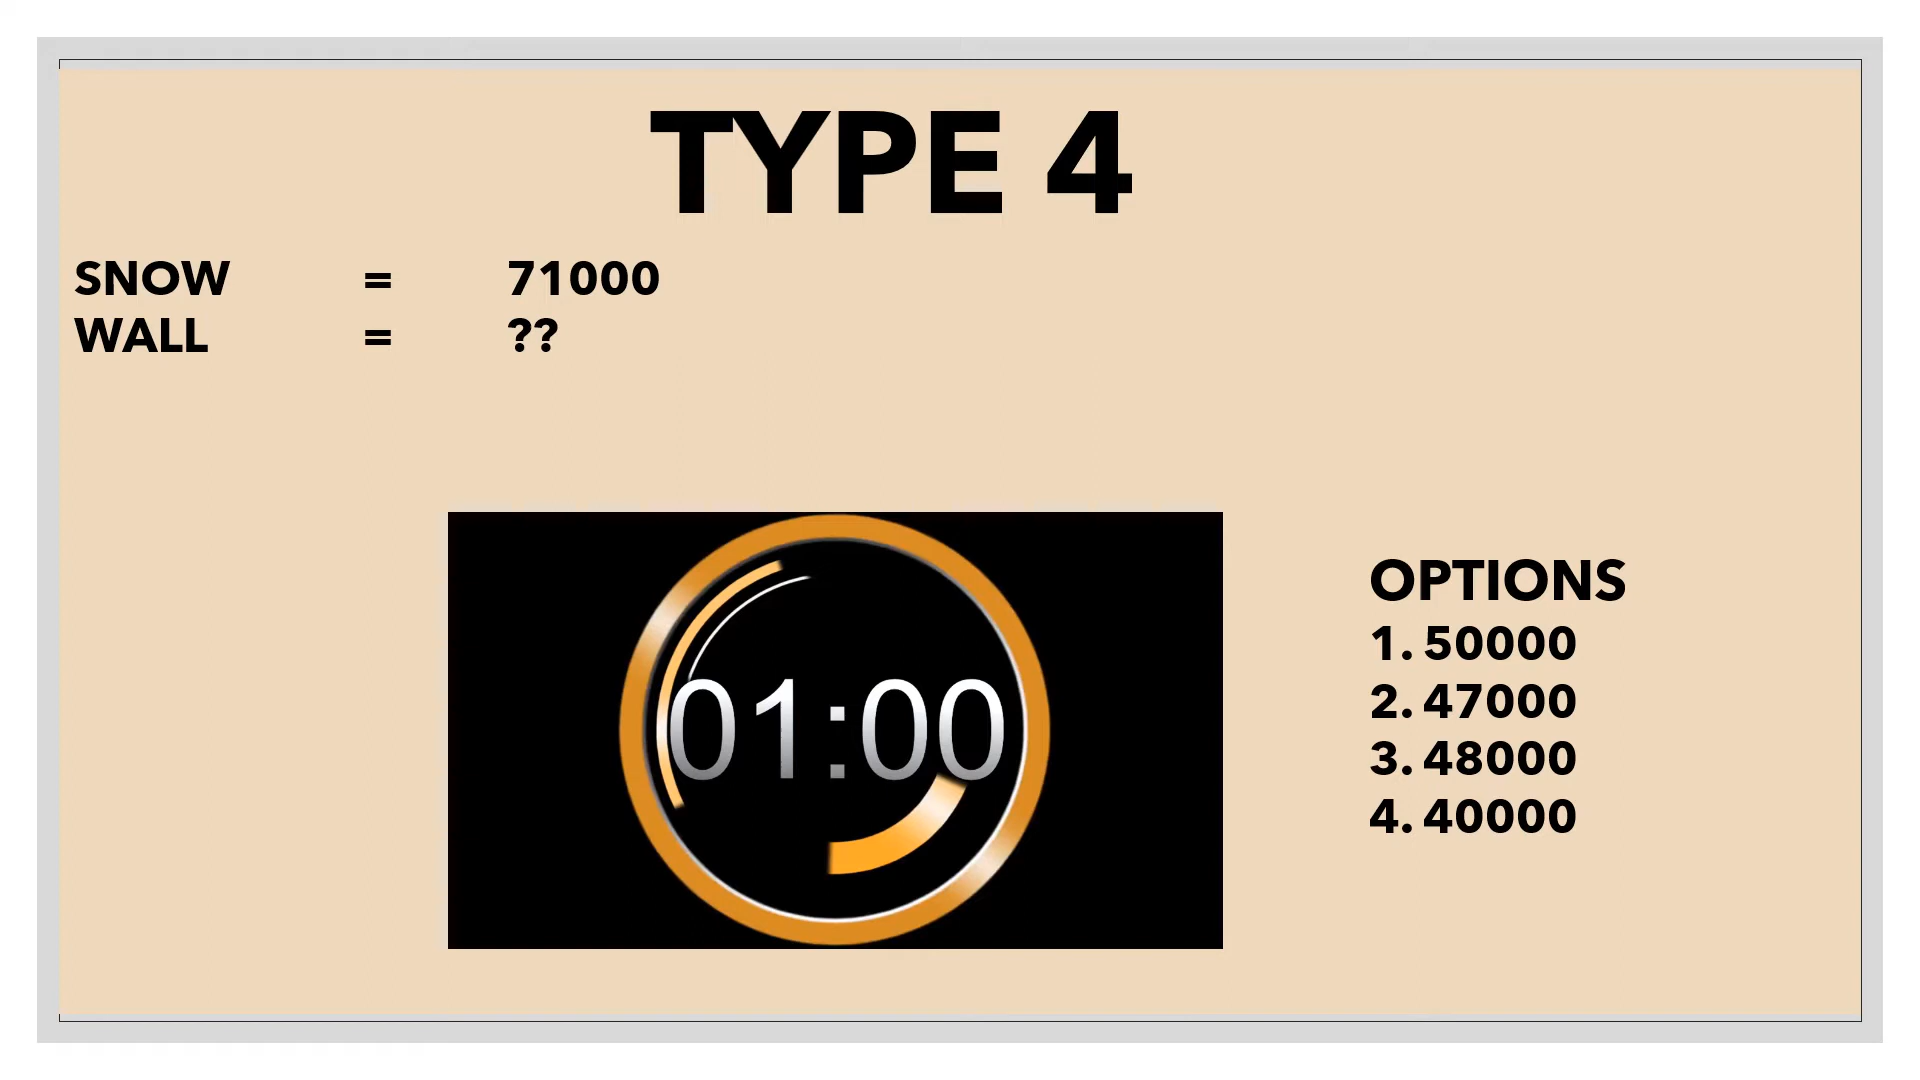 TYPE 4
SNOW = 71000
WALL = ??
01:00
OPTIONS
1. 50000
2. 47000
3. 48000
4. 40000